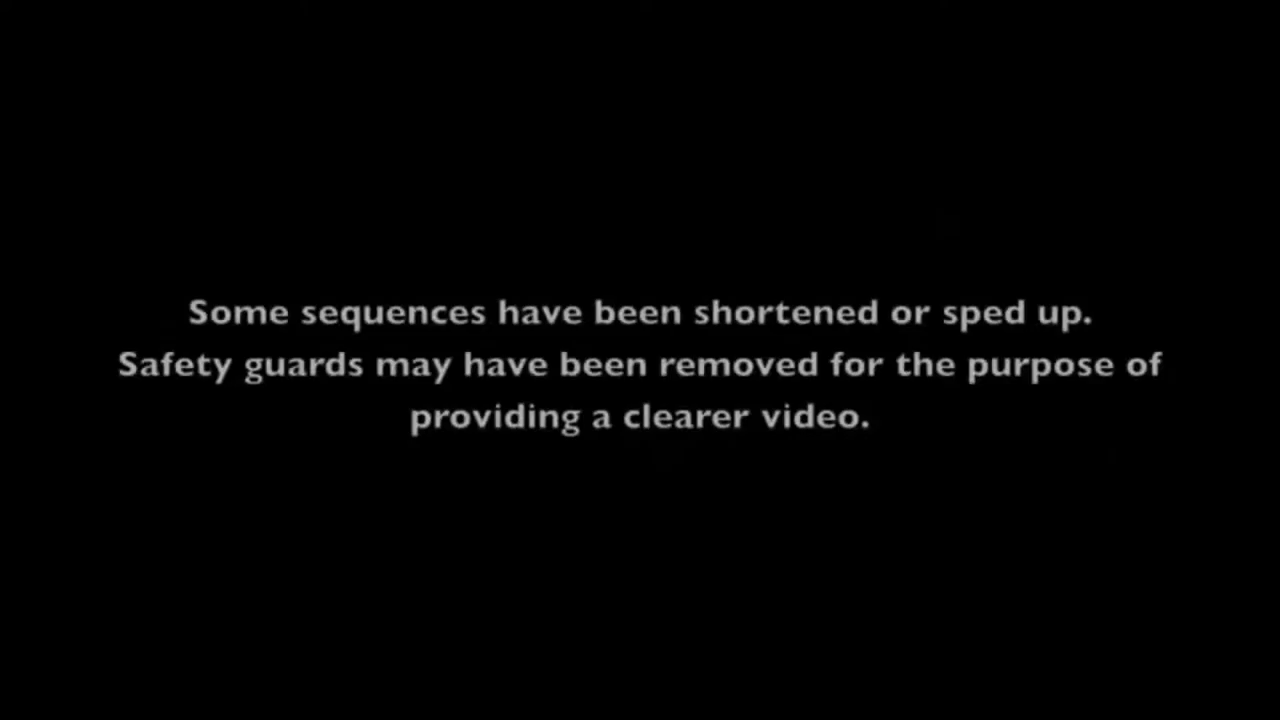 Some sequences have been shortened or sped up.
Safety guards may have been removed for the purpose of
providing a clearer video.